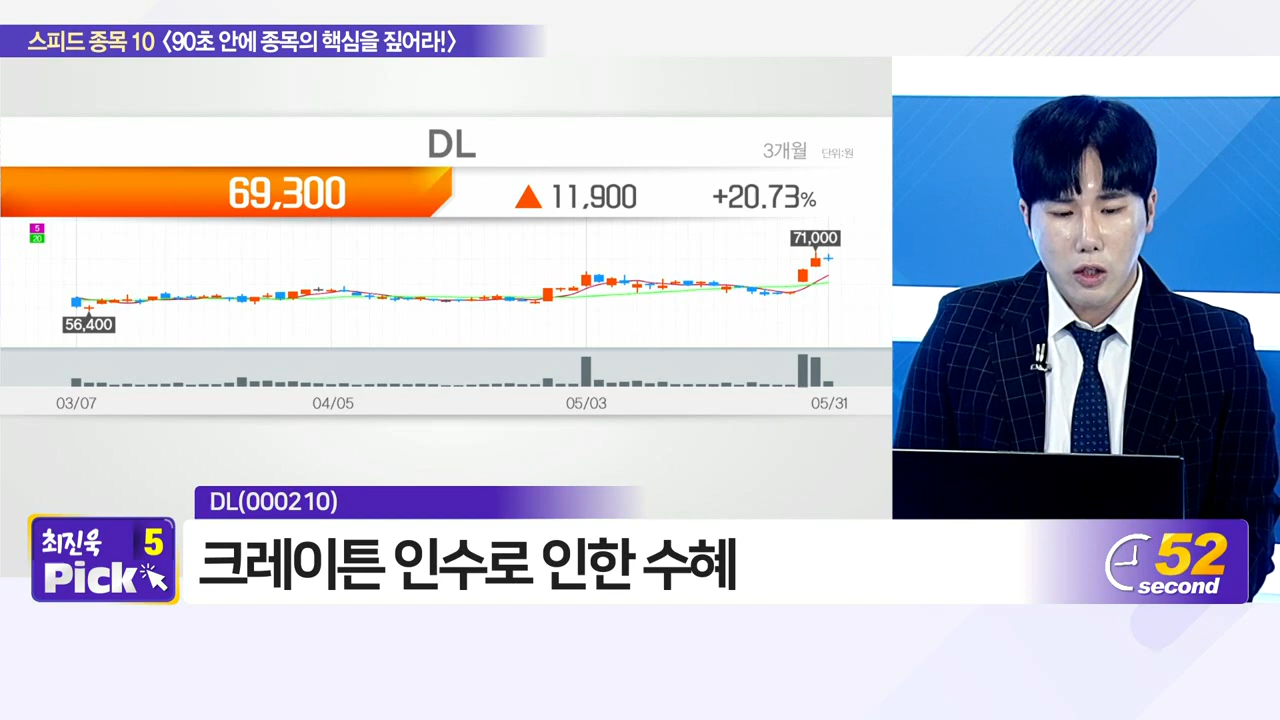 스피드 종목 10 〈90초 안에 종목의 핵심을 짚어라!〉
DL
3개월 단위:원
69,300 ▲ 11,900 +20.73%
5
20
71,000
56,400
03/07 04/05 05/03 05/31
DL(000210)
최진욱 5
Pick
크레이튼 인수로 인한 수혜
52
second